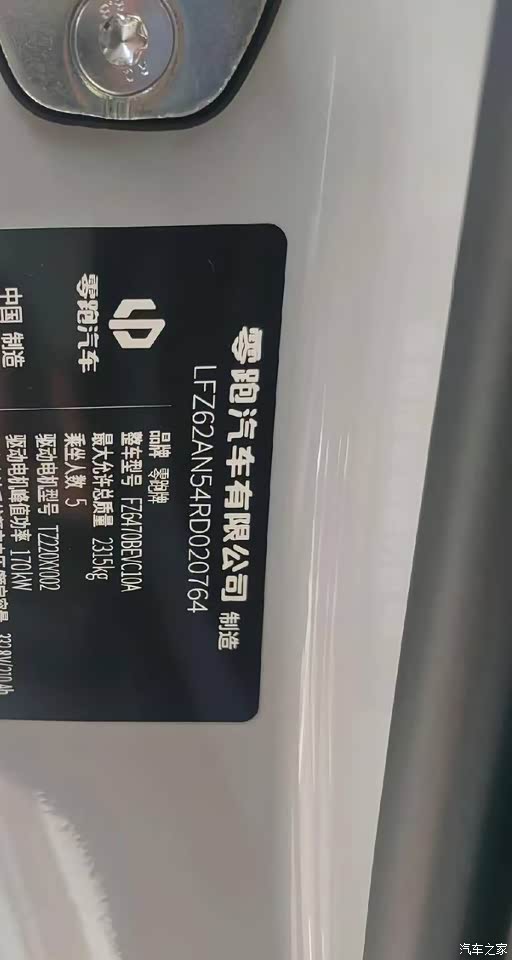 零跑汽车有限公司 制造
LFZ62AN54RD020764
零跑汽车
中国 制造
品牌 零跑牌
整车型号 FZ6470BEVC10A
最大允许总质量 2315kg
乘坐人数 5
驱动电机型号 TZ220X002
驱动电机峰值功率 170kW
汽车之家